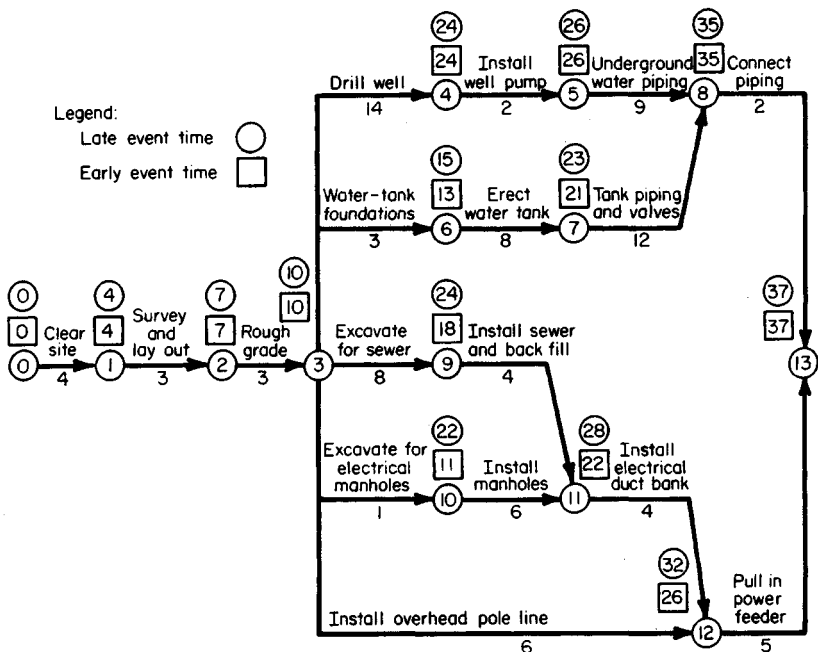 Legend:
Late event time
Early event time
24
24
4
26
26
5
35
35
8
Drill well
14
Install
well pump
2
Underground
water piping
9
Connect
piping
2
15
13
6
23
21
7
Water-tank
foundations
3
Erect
water tank
8
Tank piping
and valves
12
0
0
0
Clear
site
4
4
4
1
Survey
and
lay out
3
7
7
2
Rough
grade
3
10
10
3
24
18
9
Excavate
for sewer
8
Install sewer
and back fill
4
37
37
13
22
11
10
28
22
11
Excavate for
electrical
manholes
1
Install
manholes
6
Install
electrical
duct bank
4
32
26
12
Install overhead pole line
6
Pull in
power
feeder
5